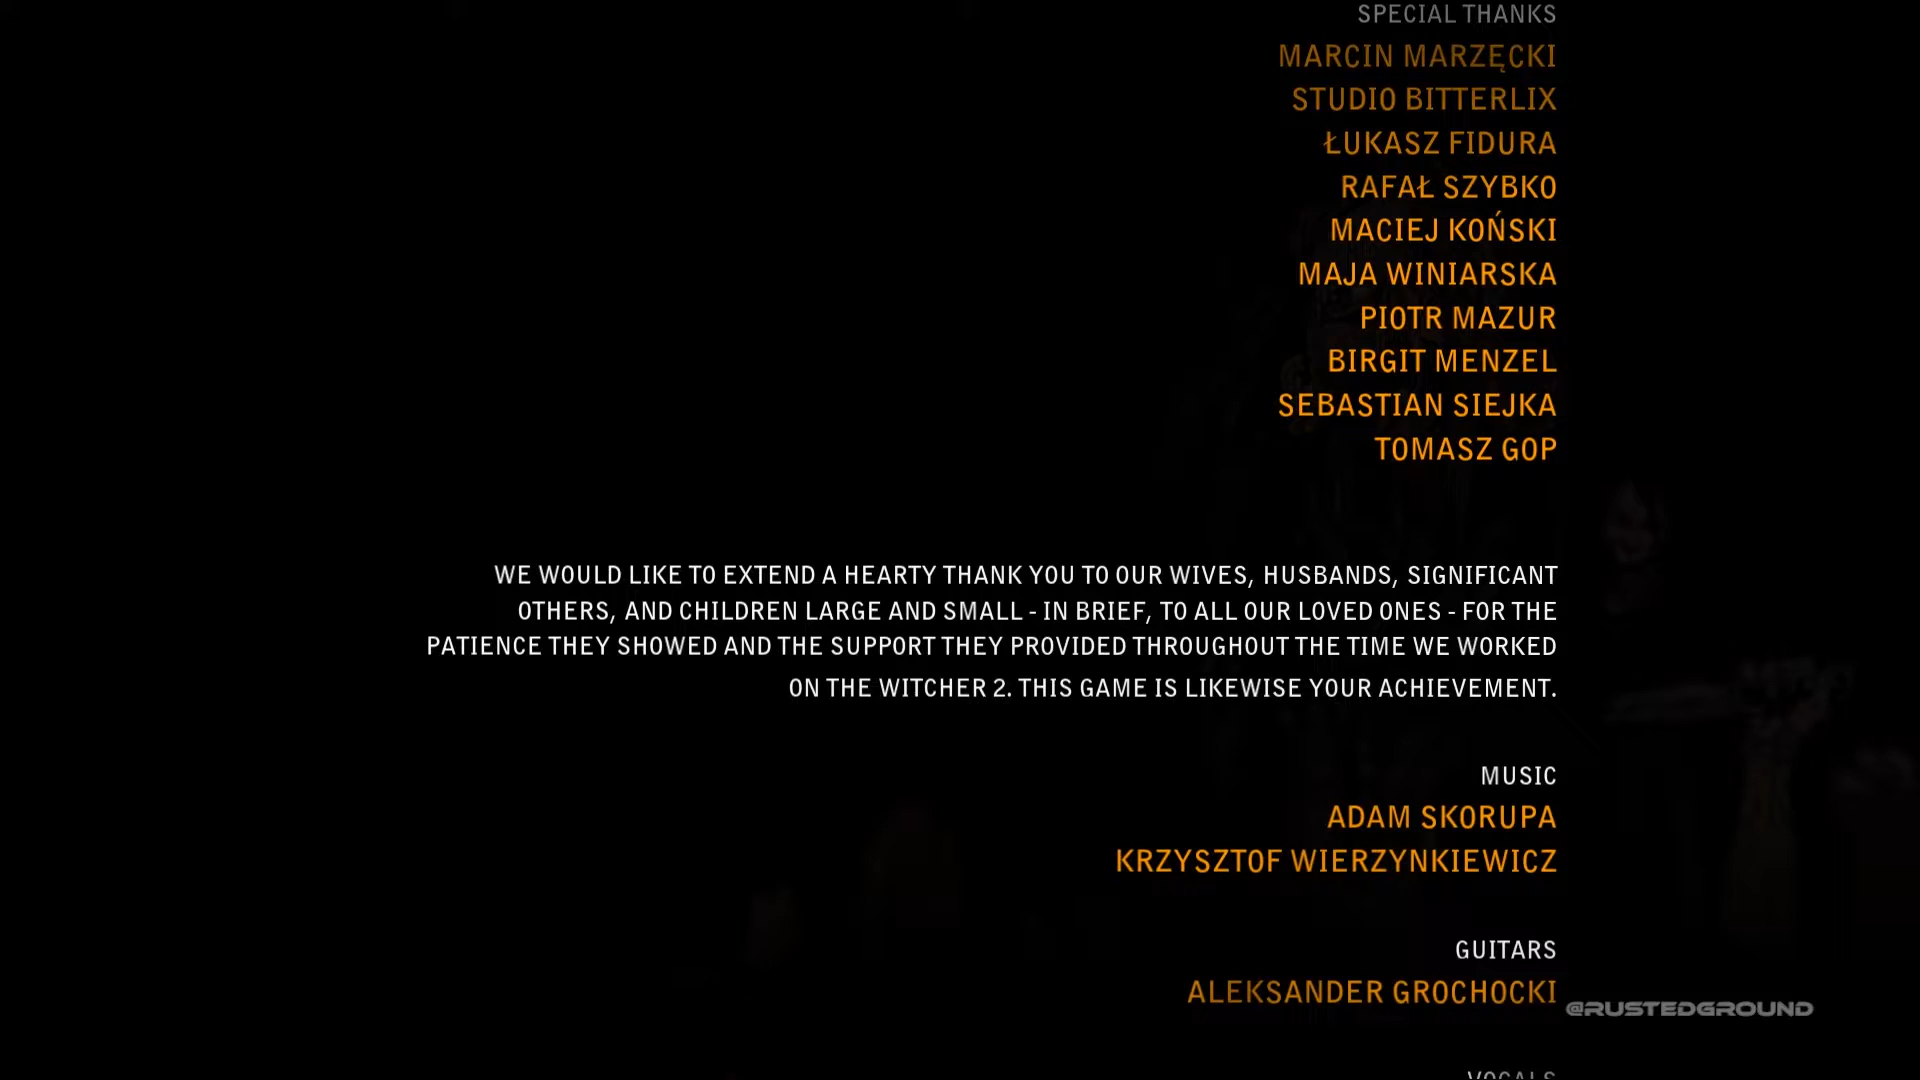 SPECIAL THANKS
MARCIN MARZĘCKI
STUDIO BITTERLIX
ŁUKASZ FIDURA
RAFAŁ SZYBKO
MACIEJ KOŃSKI
MAJA WINIARSKA
PIOTR MAZUR
BIRGIT MENZEL
SEBASTIAN SIEJKA
TOMASZ GOP
WE WOULD LIKE TO EXTEND A HEARTY THANK YOU TO OUR WIVES, HUSBANDS, SIGNIFICANT
OTHERS, AND CHILDREN LARGE AND SMALL - IN BRIEF, TO ALL OUR LOVED ONES - FOR THE
PATIENCE THEY SHOWED AND THE SUPPORT THEY PROVIDED THROUGHOUT THE TIME WE WORKED
ON THE WITCHER 2. THIS GAME IS LIKEWISE YOUR ACHIEVEMENT.
MUSIC
ADAM SKORUPA
KRZYSZTOF WIERZYNKIEWICZ
GUITARS
ALEKSANDER GROCHOCKI
@RUSTEDGROUND
VOCALS